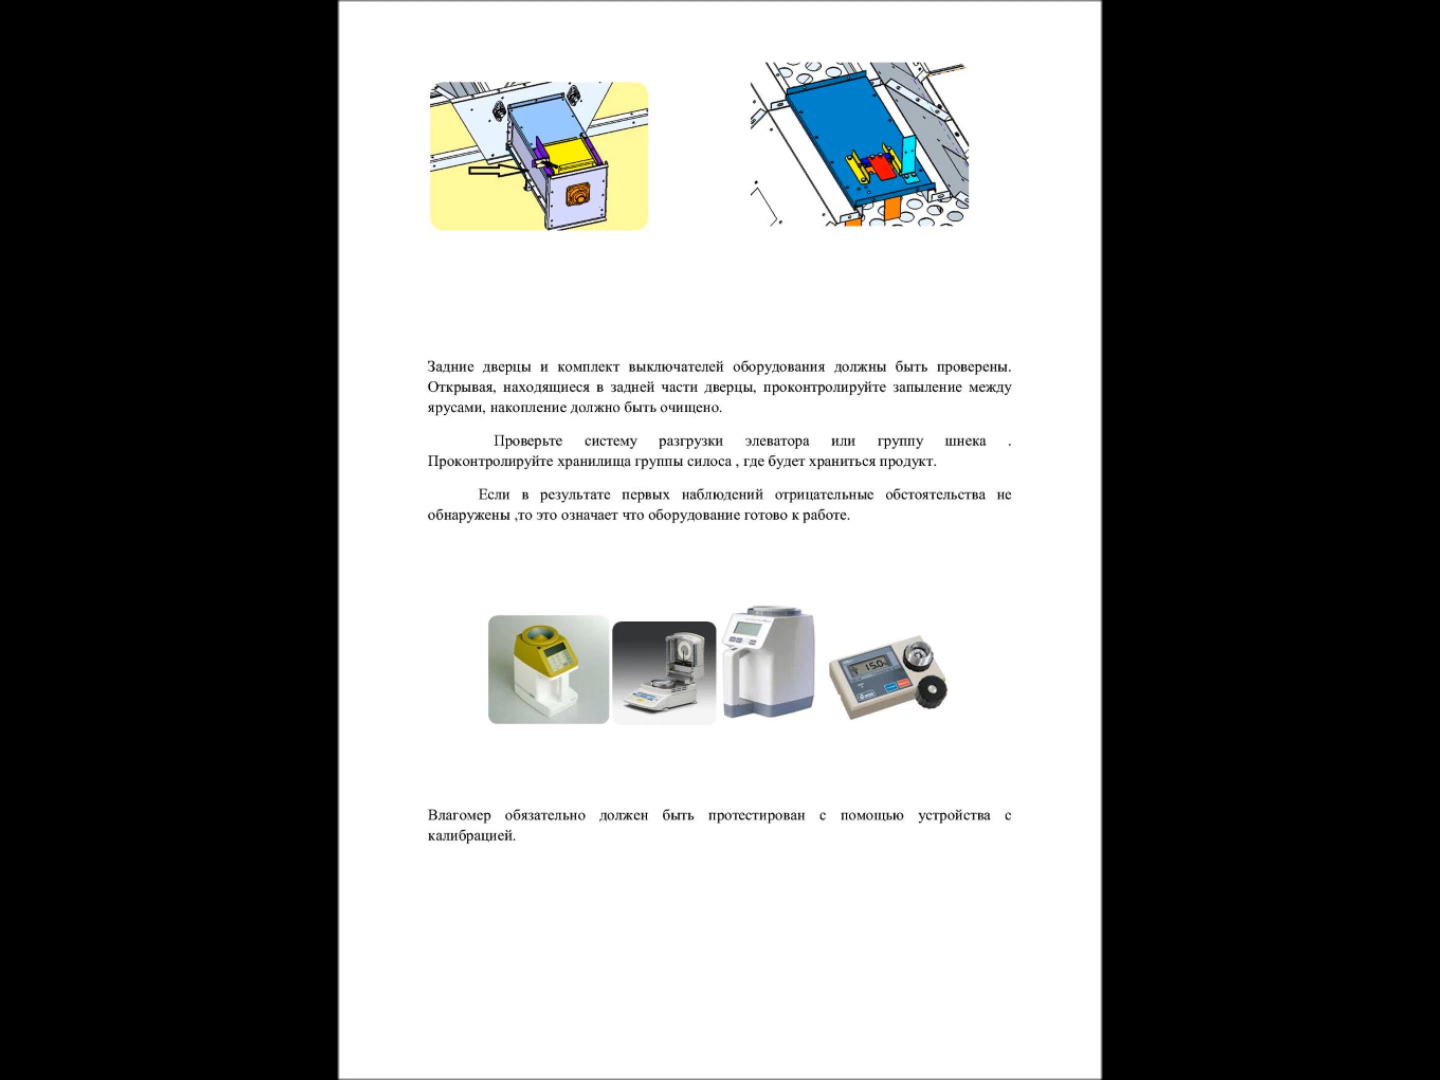 Задние дверцы и комплект выключателей оборудования должны быть проверены.
Открывая, находящиеся в задней части дверцы, проконтролируйте запыление между
ярусами, накопление должно быть очищено.
Проверьте систему разгрузки элеватора или группу шнека .
Проконтролируйте хранилища группы силоса , где будет храниться продукт.
Если в результате первых наблюдений отрицательные обстоятельства не
обнаружены ,то это означает что оборудование готово к работе.
15.0
Влагомер обязательно должен быть протестирован с помощью устройства с
калибрацией.